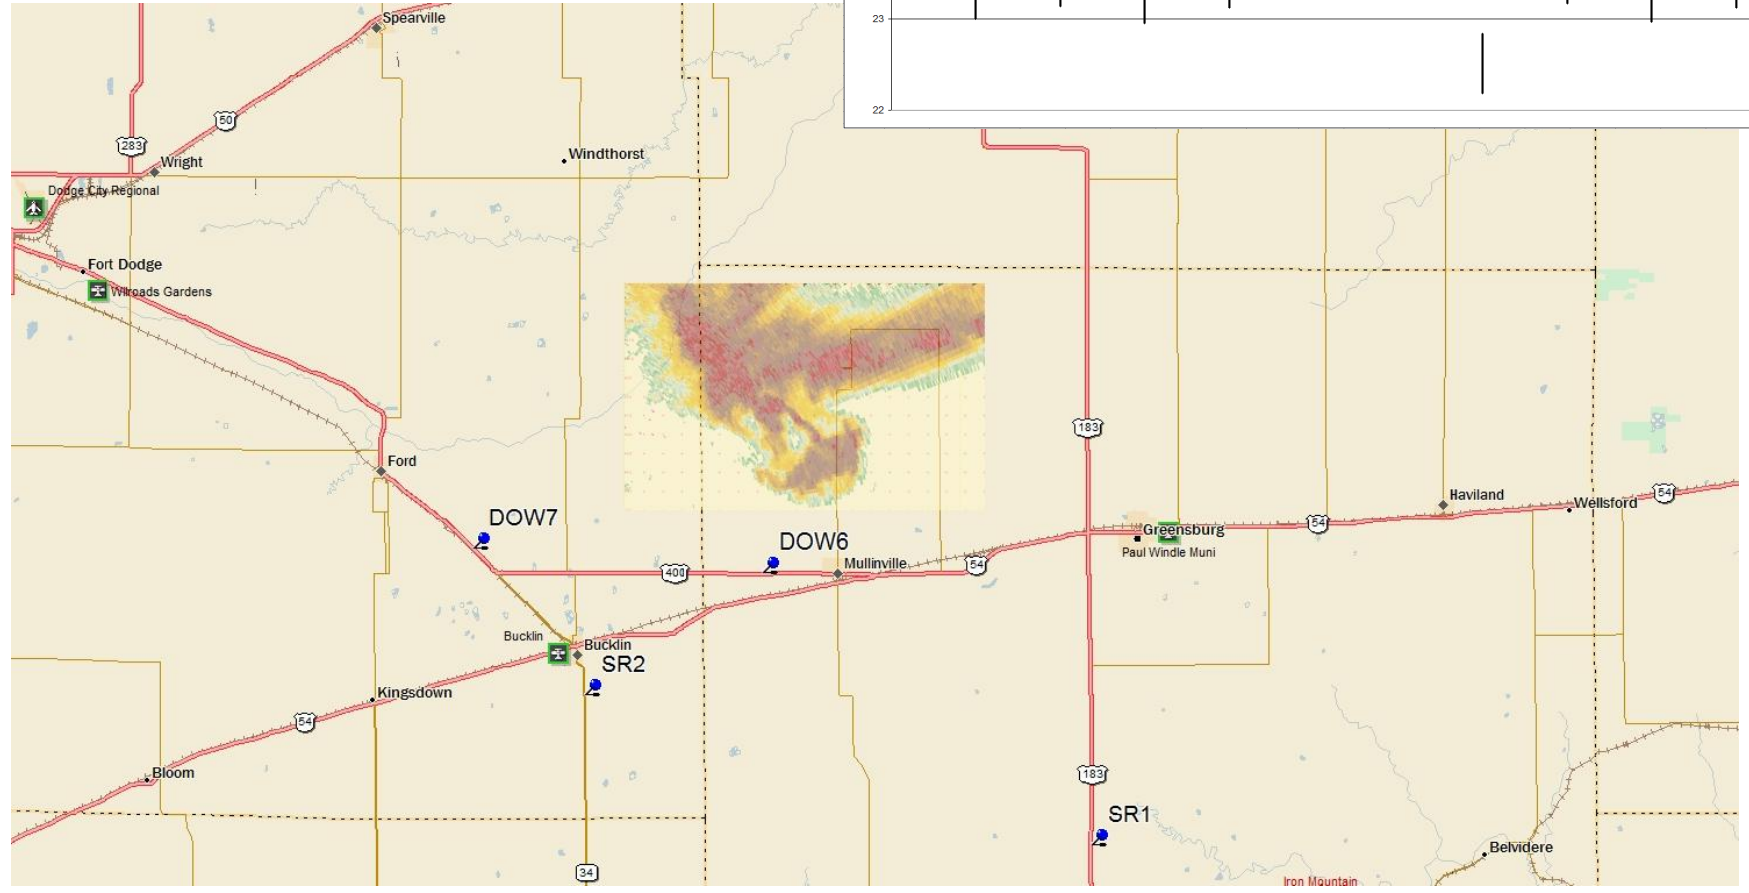 Spearville
23
22
50
283
Wright
Windthorst
Dodge City Regional
Fort Dodge
Wilroads Gardens
183
Ford
Haviland
Wellsford
54
DOW7
DOW6
Greensburg
54
Paul Windle Muni
Mullinville
54
400
Bucklin
Bucklin
SR2
Kingsdown
54
Bloom
183
SR1
Belvidere
34
Iron Mountain